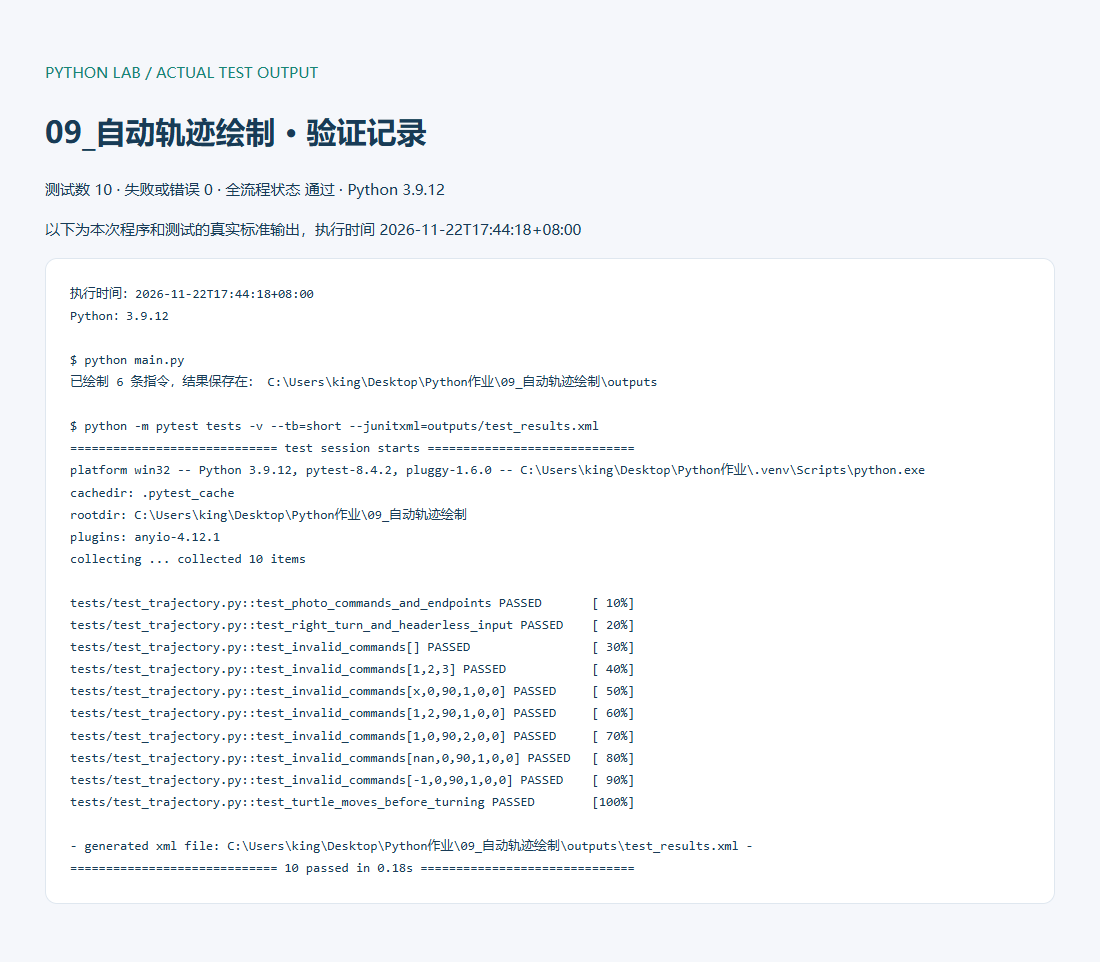 PYTHON LAB / ACTUAL TEST OUTPUT
09_自动轨迹绘制 • 验证记录
测试数 10 · 失败或错误 0 · 全流程状态 通过 · Python 3.9.12
以下为本次程序和测试的真实标准输出，执行时间 2026-11-22T17:44:18+08:00
执行时间: 2026-11-22T17:44:18+08:00
Python: 3.9.12
$ python main.py
已绘制 6 条指令，结果保存在： C:\Users\king\Desktop\Python作业\09_自动轨迹绘制\outputs
$ python -m pytest tests -v --tb=short --junitxml=outputs/test_results.xml
============================= test session starts =============================
platform win32 -- Python 3.9.12, pytest-8.4.2, pluggy-1.6.0 -- C:\Users\king\Desktop\Python作业\.venv\Scripts\python.exe
cachedir: .pytest_cache
rootdir: C:\Users\king\Desktop\Python作业\09_自动轨迹绘制
plugins: anyio-4.12.1
collecting ... collected 10 items
tests/test_trajectory.py::test_photo_commands_and_endpoints PASSED       [ 10%]
tests/test_trajectory.py::test_right_turn_and_headerless_input PASSED    [ 20%]
tests/test_trajectory.py::test_invalid_commands[] PASSED                 [ 30%]
tests/test_trajectory.py::test_invalid_commands[1,2,3] PASSED            [ 40%]
tests/test_trajectory.py::test_invalid_commands[x,0,90,1,0,0] PASSED     [ 50%]
tests/test_trajectory.py::test_invalid_commands[1,2,90,1,0,0] PASSED     [ 60%]
tests/test_trajectory.py::test_invalid_commands[1,0,90,2,0,0] PASSED     [ 70%]
tests/test_trajectory.py::test_invalid_commands[nan,0,90,1,0,0] PASSED   [ 80%]
tests/test_trajectory.py::test_invalid_commands[-1,0,90,1,0,0] PASSED    [ 90%]
tests/test_trajectory.py::test_turtle_moves_before_turning PASSED        [100%]
- generated xml file: C:\Users\king\Desktop\Python作业\09_自动轨迹绘制\outputs\test_results.xml -
============================= 10 passed in 0.18s ==============================